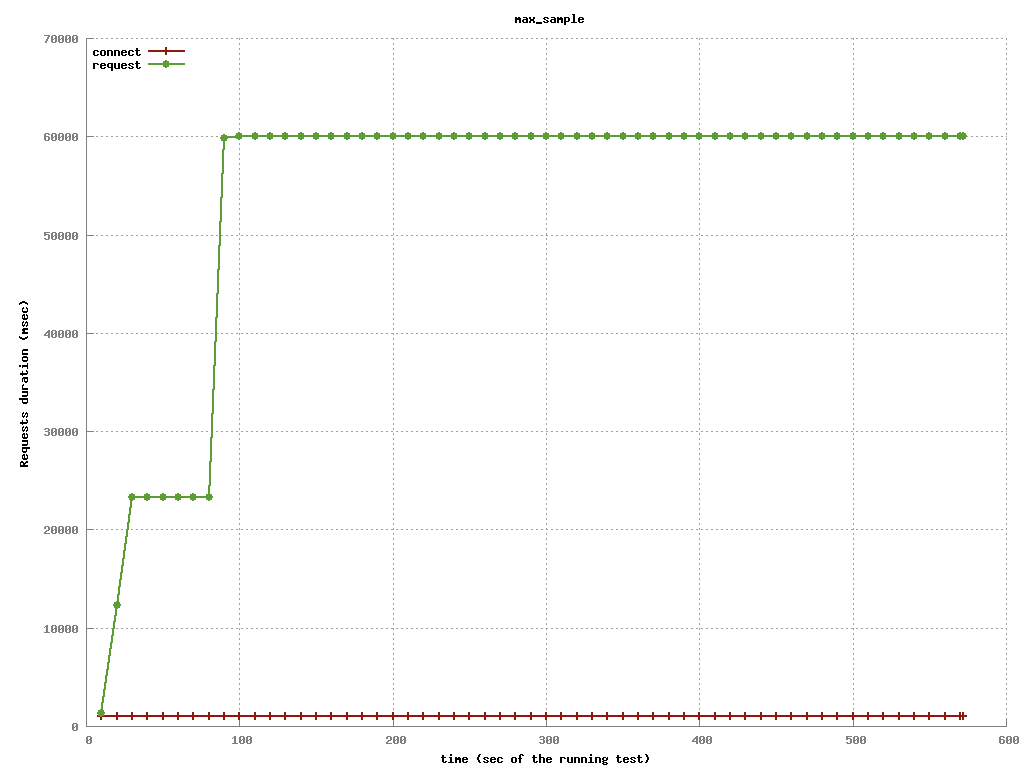 max_sample
connect
request
70000
60000
50000
40000
30000
20000
10000
0
Requests duration (msec)
0 100 200 300 400 500 600
time (sec of the running test)